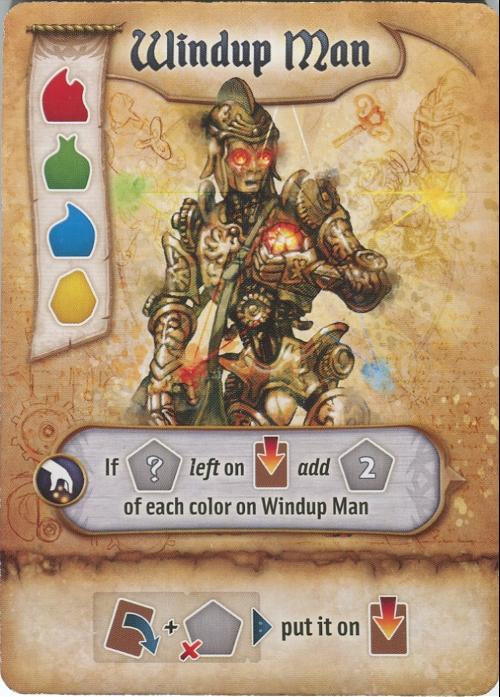 Windup Man
If ? left on add 2
of each color on Windup Man
+ put it on